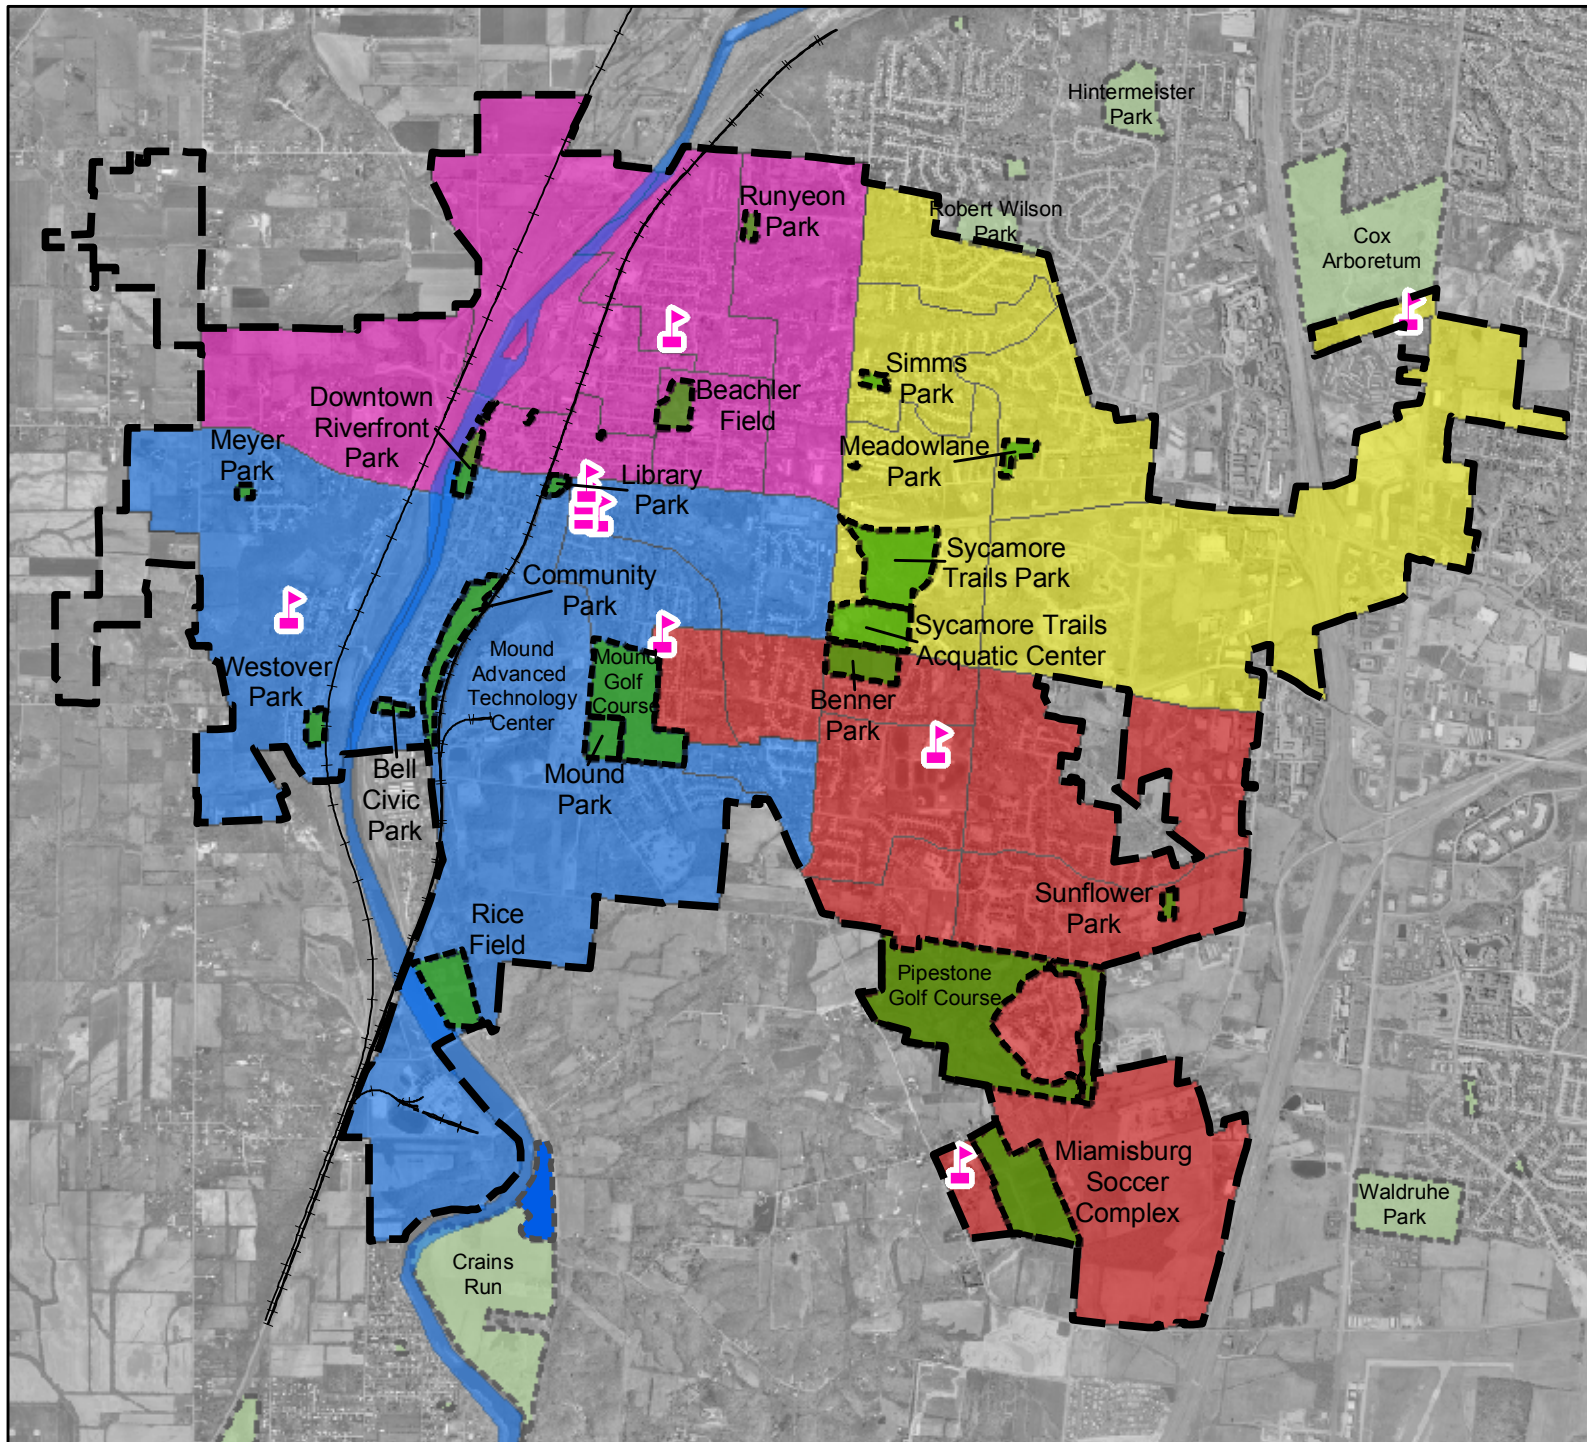 Hintermeister
Park
Runyeon
Park
Robert Wilson
Park
Cox
Arboretum
Simms
Park
Beachler
Field
Downtown
Riverfront
Park
Meyer
Park
Meadowlane
Park
Library
Park
Sycamore
Trails Park
Community
Park
Sycamore Trails
Acquatic Center
Mound
Advanced
Technology
Center
Mound
Golf
Course
Westover
Park
Benner
Park
Bell
Civic
Park
Mound
Park
Sunflower
Park
Rice
Field
Pipestone
Golf Course
Miamisburg
Soccer
Complex
Waldruhe
Park
Crains
Run